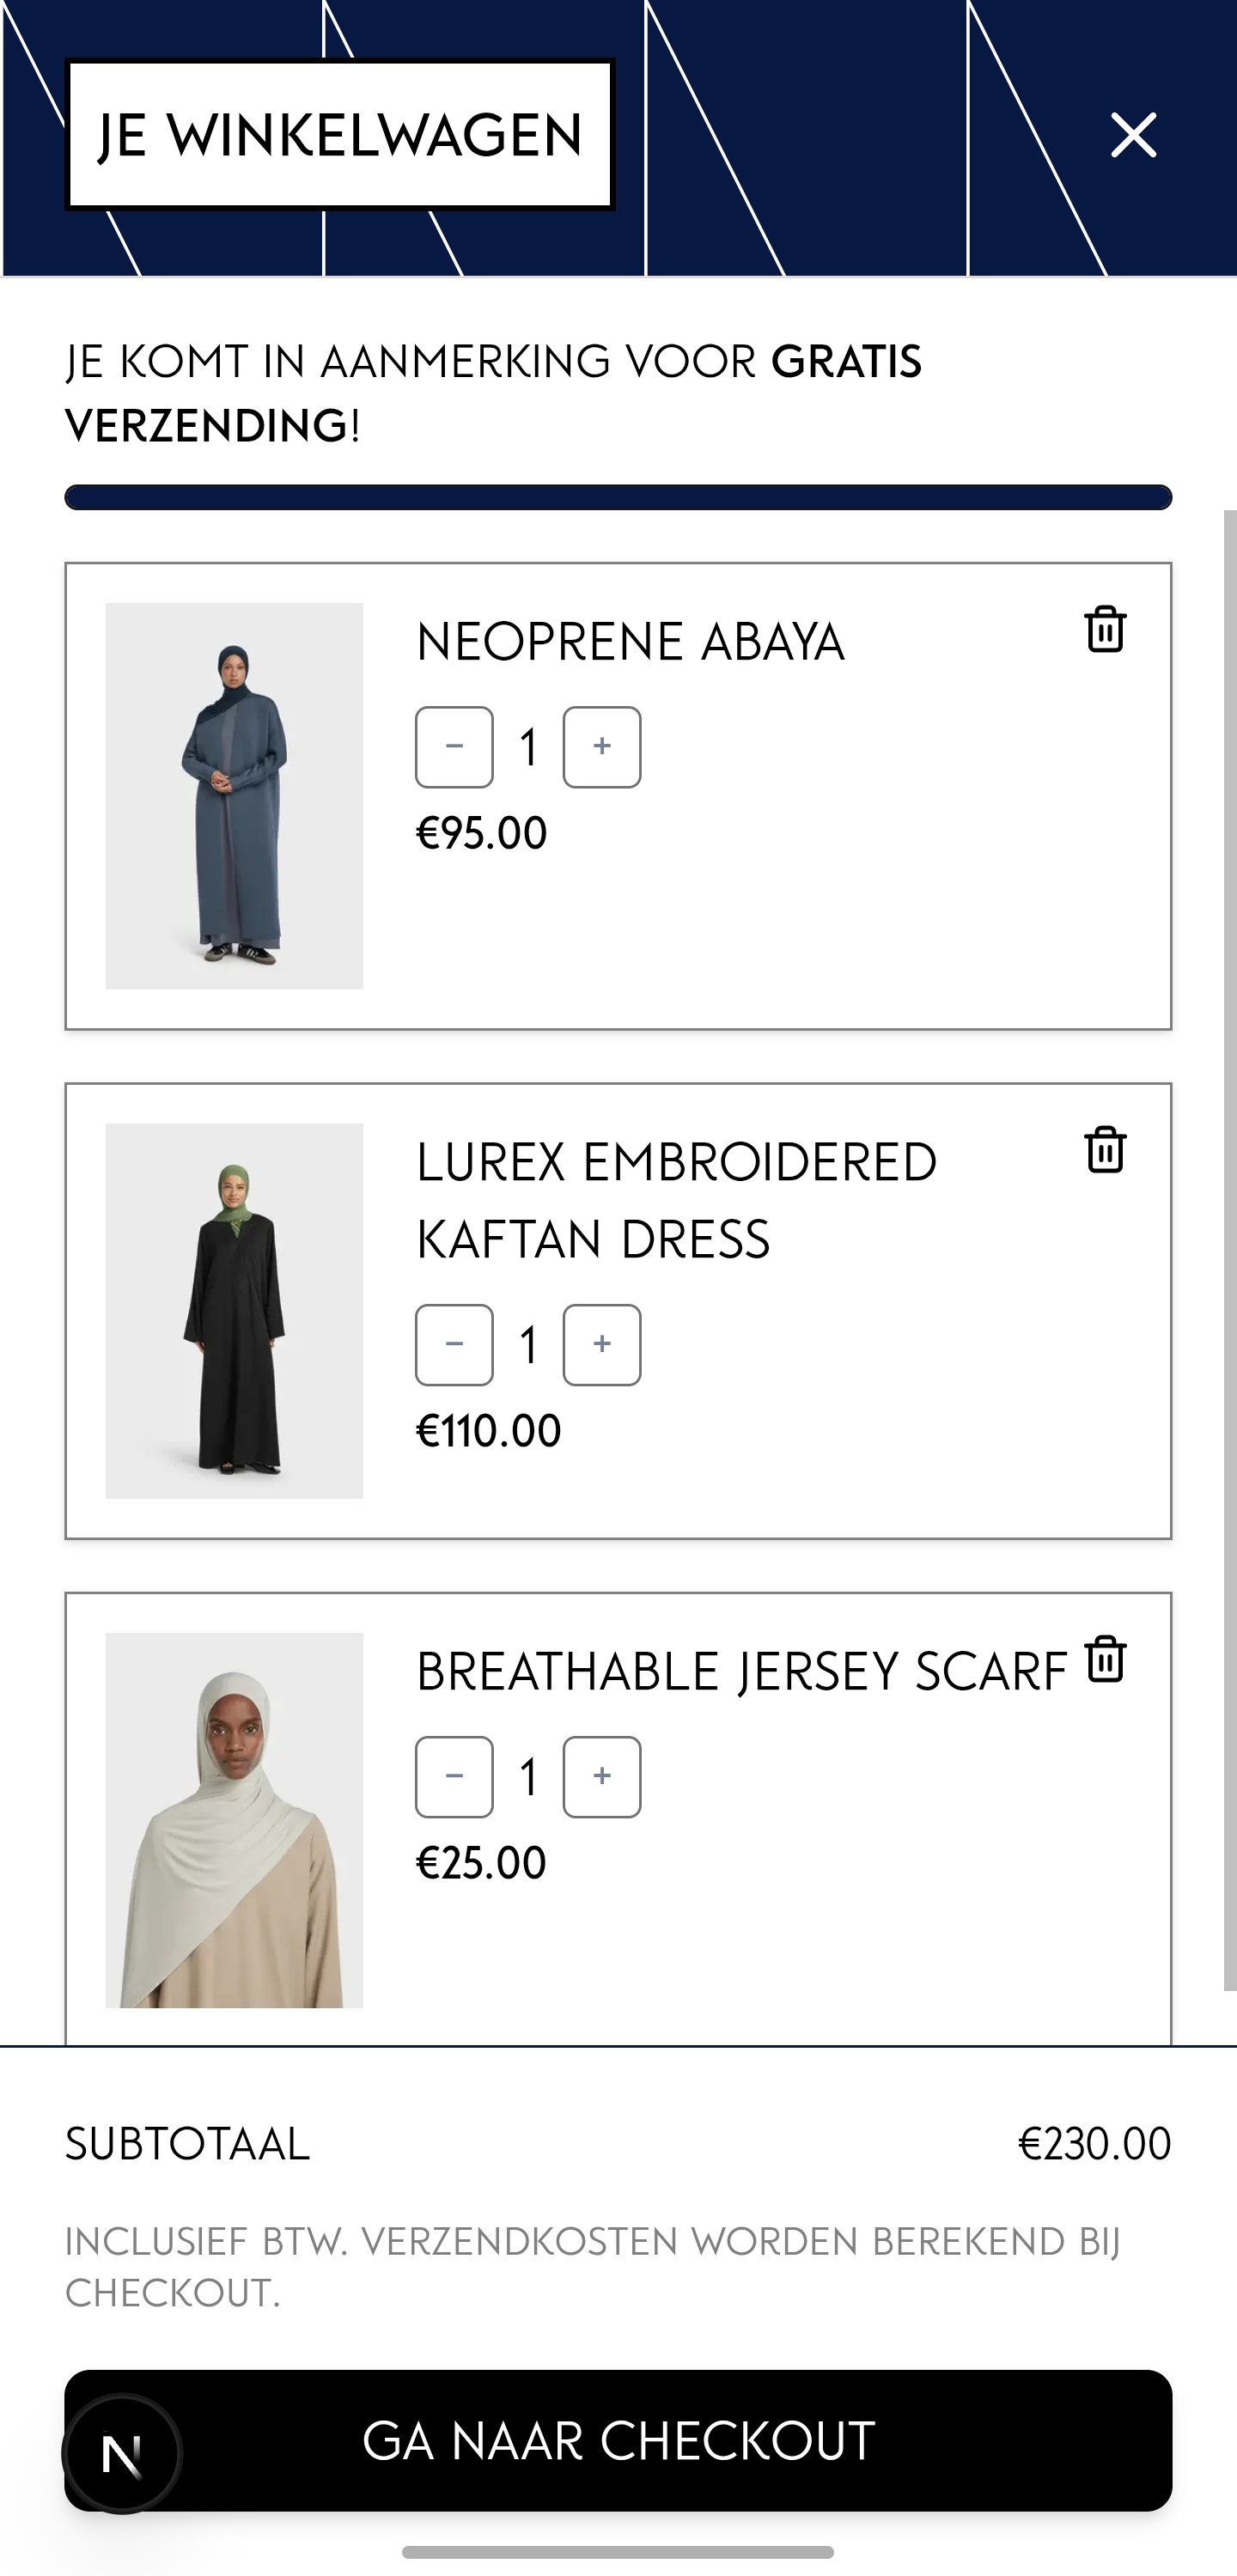 JE WINKELWAGEN
JE KOMT IN AANMERKING VOOR GRATIS
VERZENDING!
NEOPRENE ABAYA
− 1 +
€95.00
LUREX EMBROIDERED
KAFTAN DRESS
− 1 +
€110.00
BREATHABLE JERSEY SCARF
− 1 +
€25.00
SUBTOTAAL €230.00
INCLUSIEF BTW. VERZENDKOSTEN WORDEN BEREKEND BIJ
CHECKOUT.
GA NAAR CHECKOUT
N